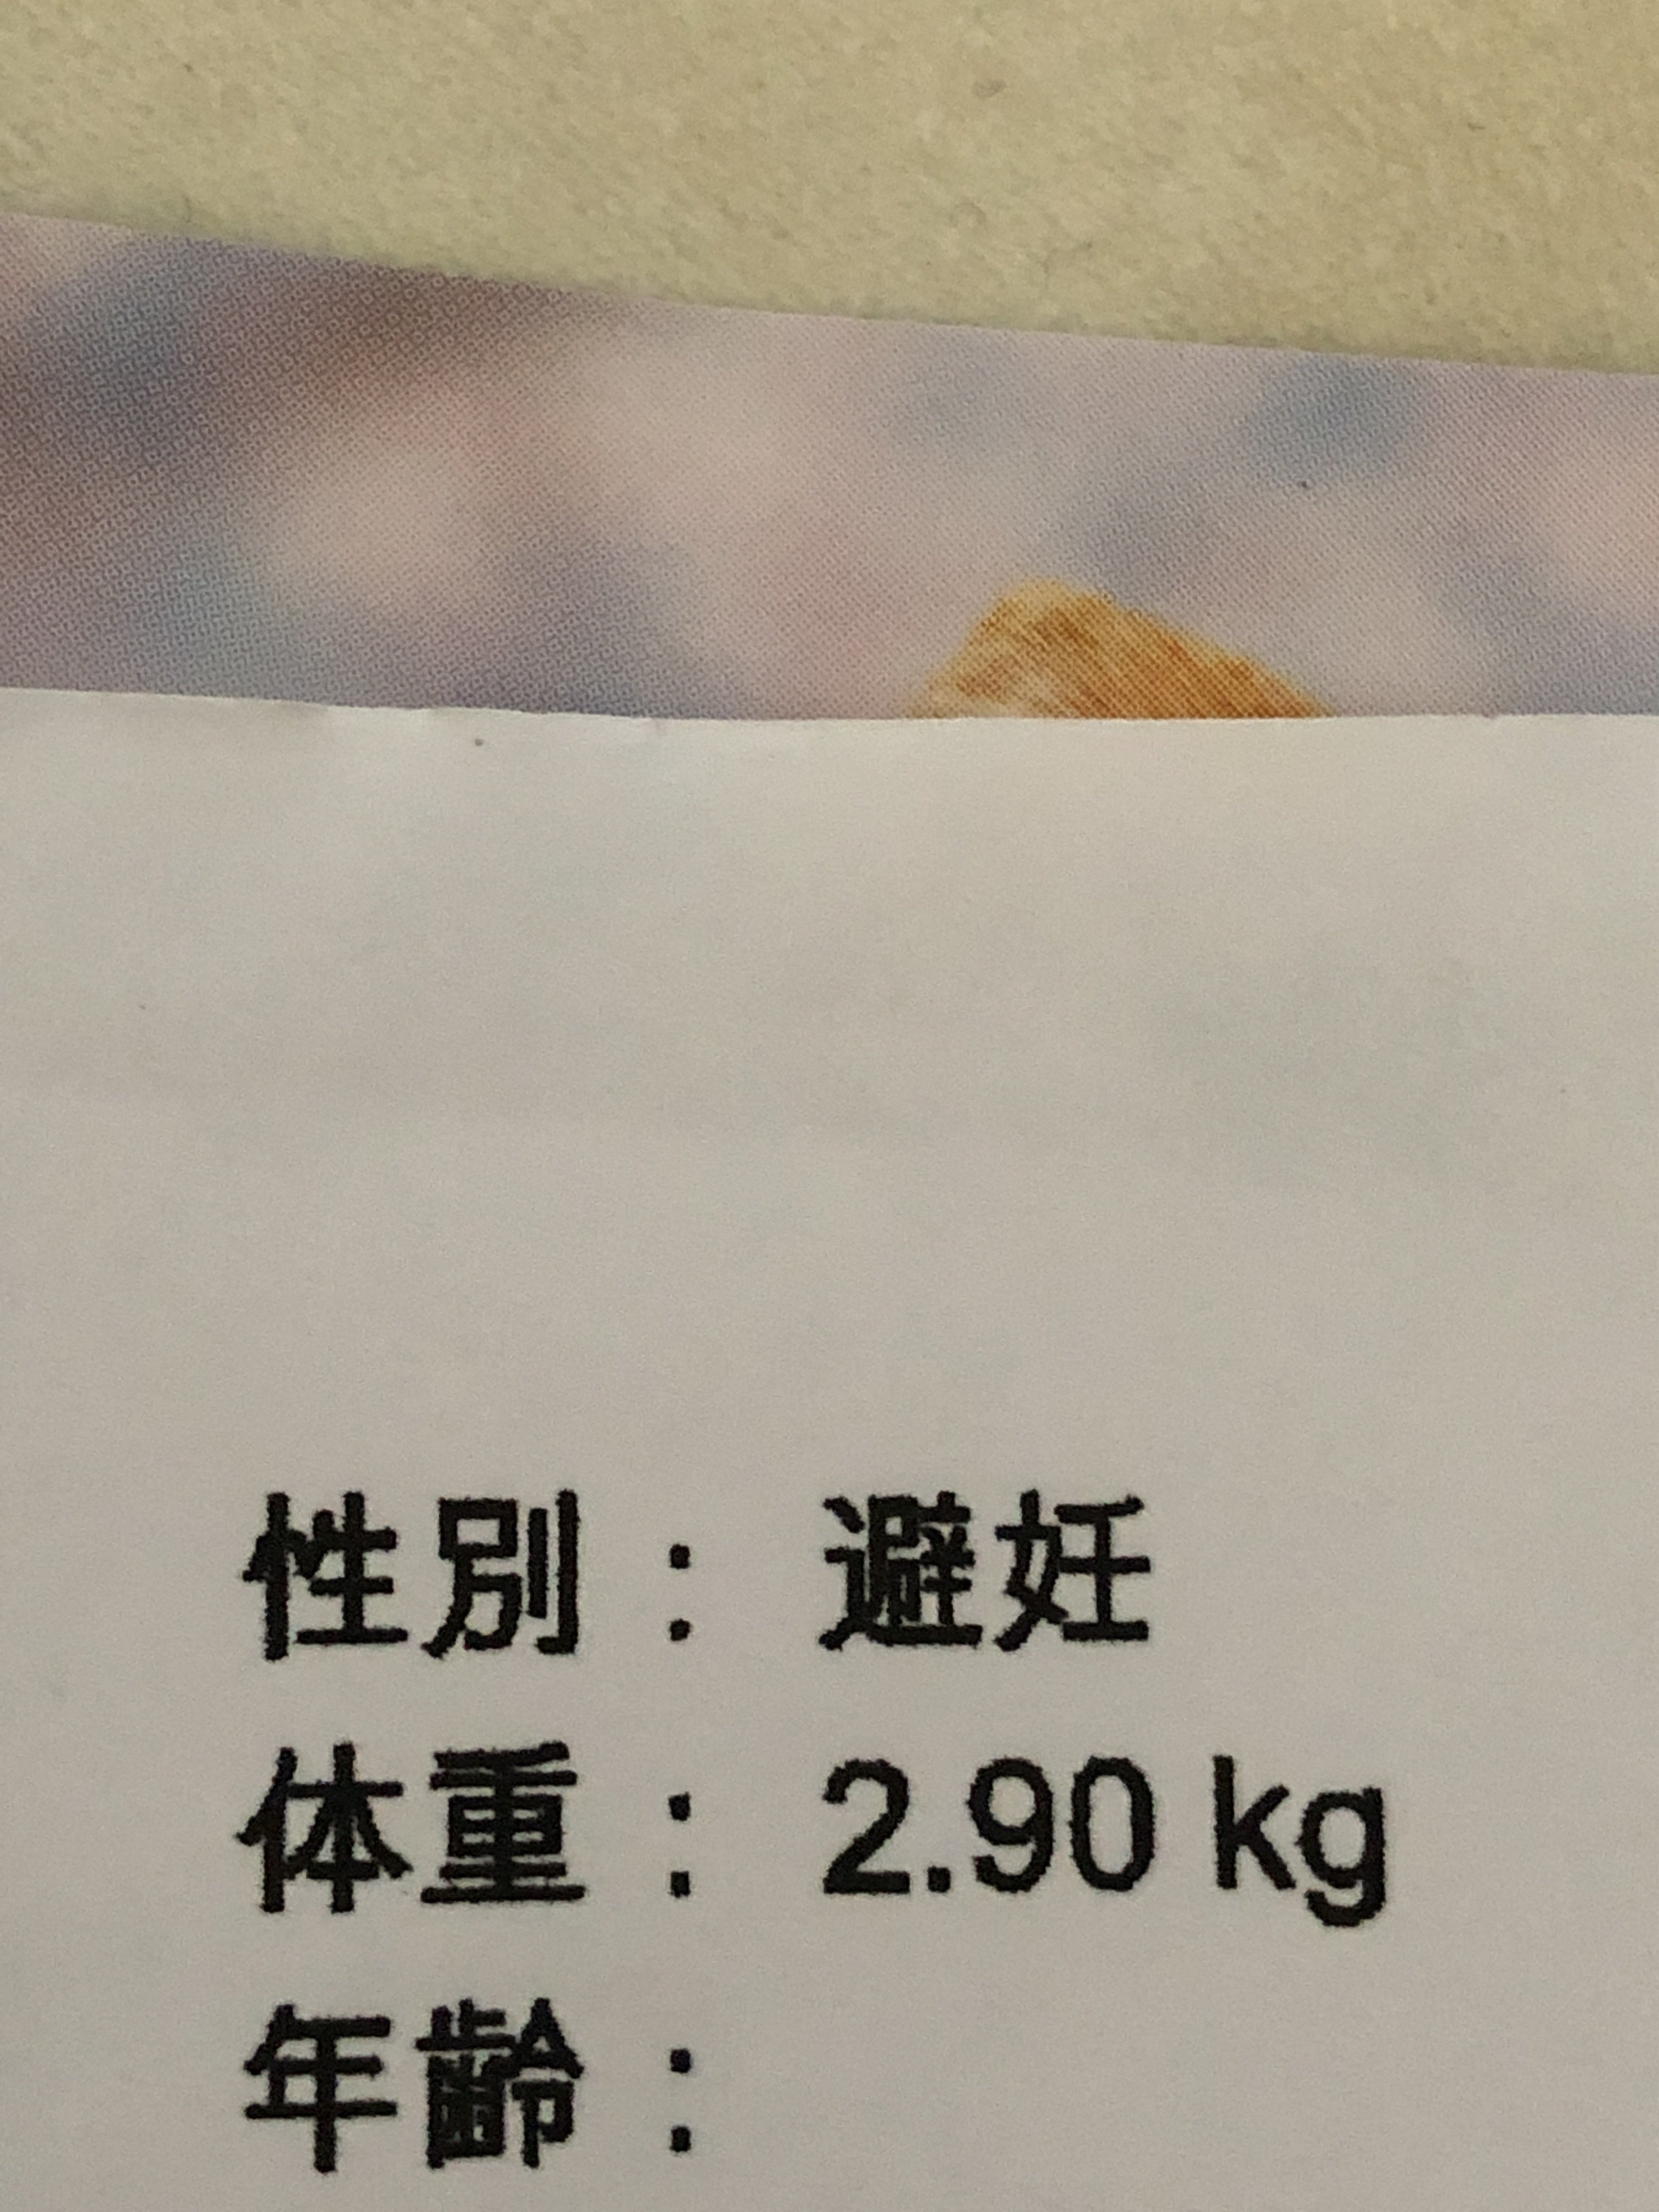 性別： 避妊
体重： 2.90 kg
年齢：